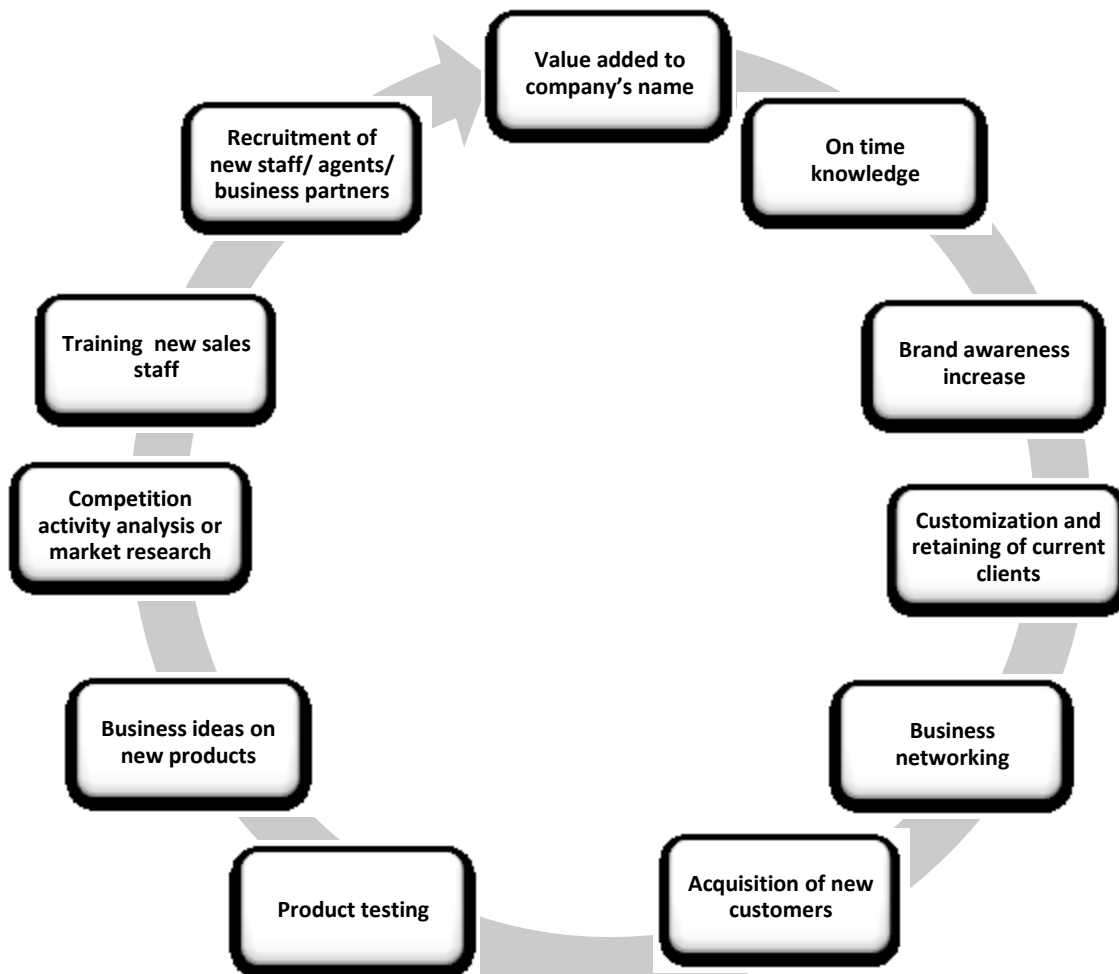 Value added to
company’s name
On time
knowledge
Brand awareness
increase
Customization and
retaining of current
clients
Business
networking
Acquisition of new
customers
Product testing
Business ideas on
new products
Competition
activity analysis or
market research
Training  new sales
staff
Recruitment of
new staff/ agents/
business partners